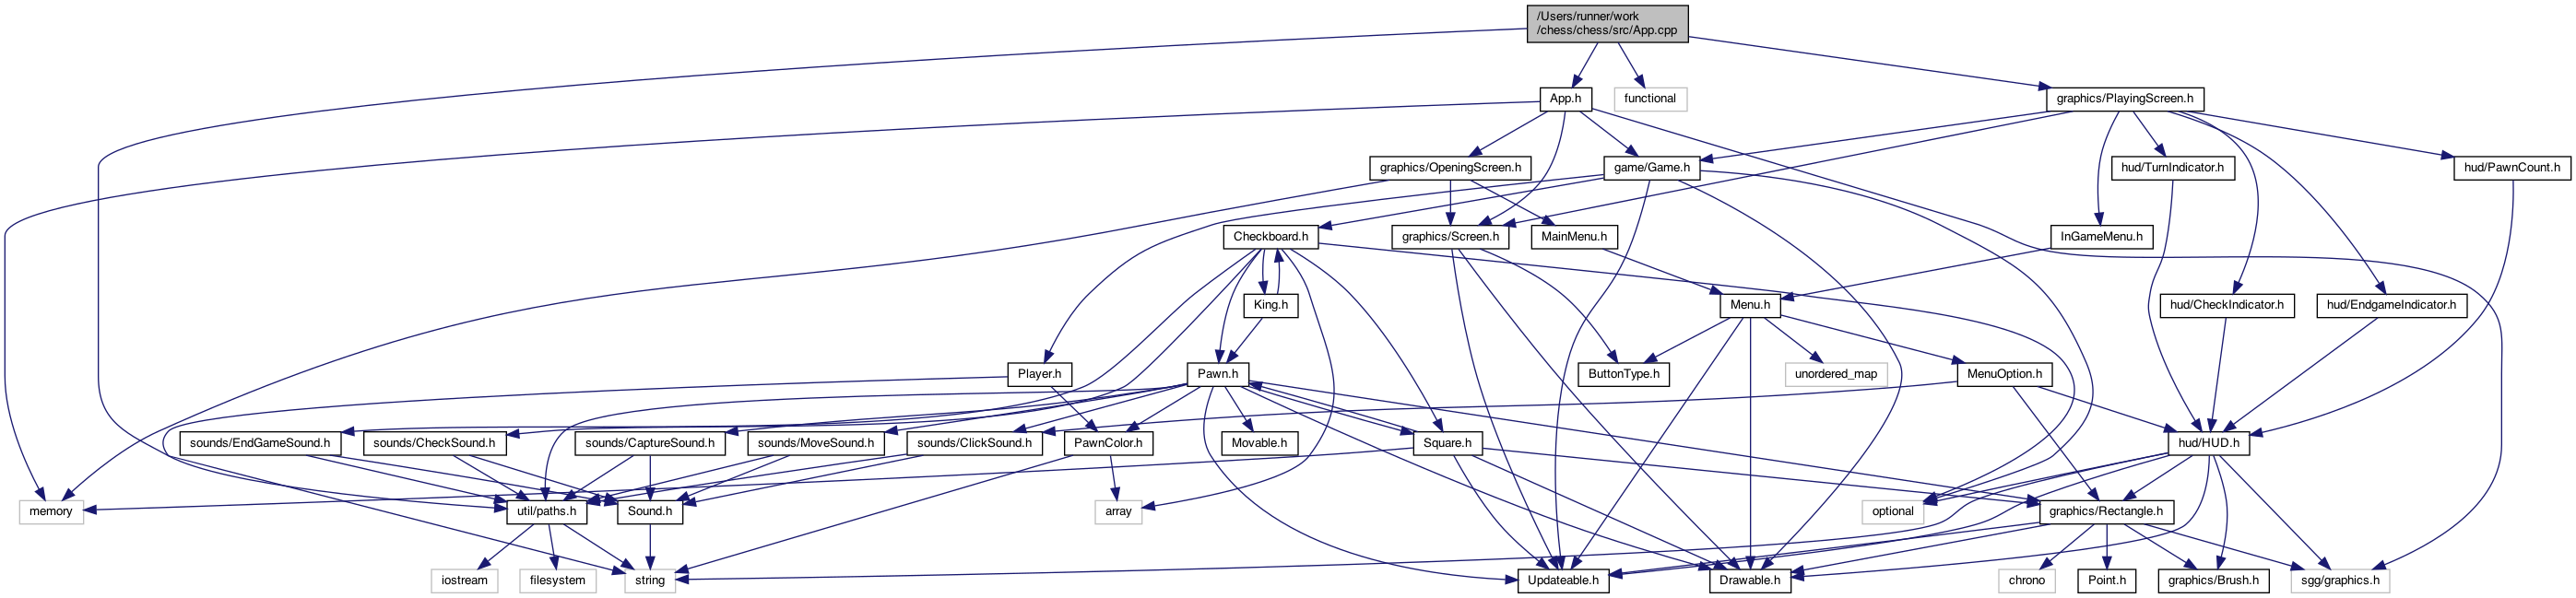 /Users/runner/work
/chess/chess/src/App.cpp
App.h
functional
graphics/PlayingScreen.h
graphics/OpeningScreen.h
game/Game.h
hud/TurnIndicator.h
hud/PawnCount.h
Checkboard.h
graphics/Screen.h
MainMenu.h
InGameMenu.h
King.h
Menu.h
hud/CheckIndicator.h
hud/EndgameIndicator.h
Player.h
Pawn.h
ButtonType.h
unordered_map
MenuOption.h
sounds/EndGameSound.h
sounds/CheckSound.h
sounds/CaptureSound.h
sounds/MoveSound.h
sounds/ClickSound.h
PawnColor.h
Movable.h
Square.h
hud/HUD.h
memory
util/paths.h
Sound.h
array
optional
graphics/Rectangle.h
iostream
filesystem
string
Updateable.h
Drawable.h
chrono
Point.h
graphics/Brush.h
sgg/graphics.h